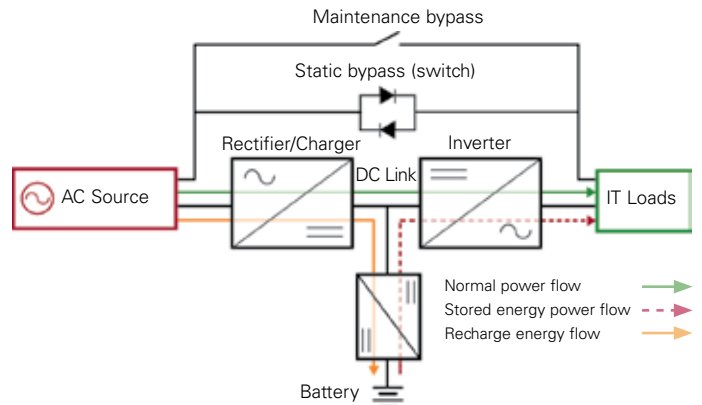 Maintenance bypass
Static bypass (switch)
Rectifier/Charger
Inverter
DC Link
AC Source
IT Loads
Normal power flow
Stored energy power flow
Recharge energy flow
Battery